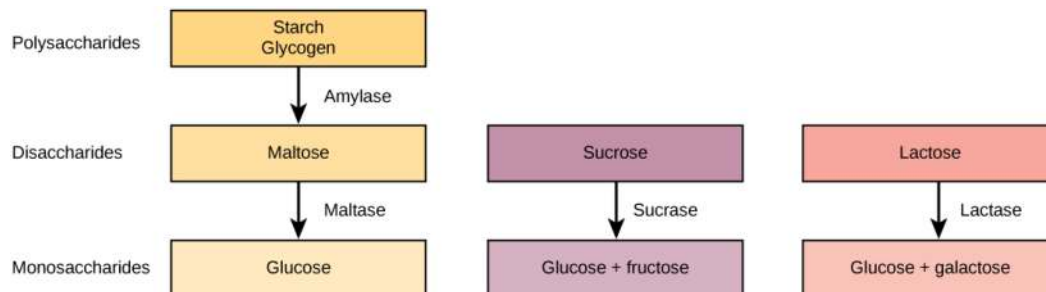 Polysaccharides
Starch
Glycogen
Amylase
Disaccharides
Maltose
Sucrose
Lactose
Maltase
Sucrase
Lactase
Monosaccharides
Glucose
Glucose + fructose
Glucose + galactose